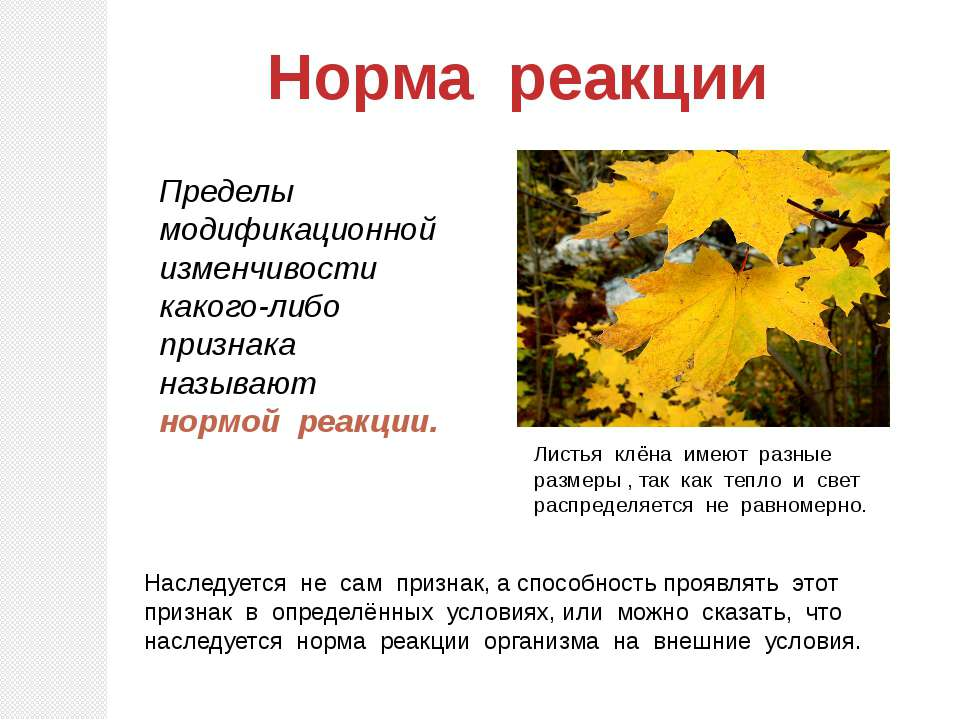 Норма реакции
Пределы
модификационной
изменчивости
какого-либо
признака
называют
нормой реакции.
Листья клёна имеют разные
размеры , так как тепло и свет
распределяется не равномерно.
Наследуется не сам признак, а способность проявлять этот
признак в определённых условиях, или можно сказать, что
наследуется норма реакции организма на внешние условия.